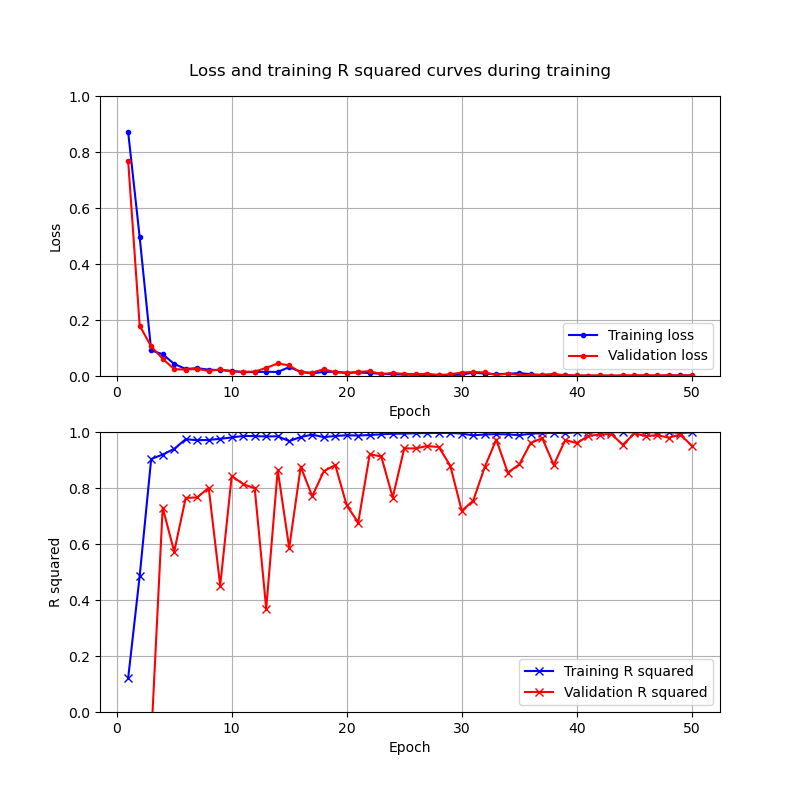 Loss and training R squared curves during training
1.0
0.8
0.6
0.4
0.2
0.0
Loss
Training loss
Validation loss
0 10 20 30 40 50
Epoch
1.0
0.8
0.6
0.4
0.2
0.0
R squared
Training R squared
Validation R squared
0 10 20 30 40 50
Epoch